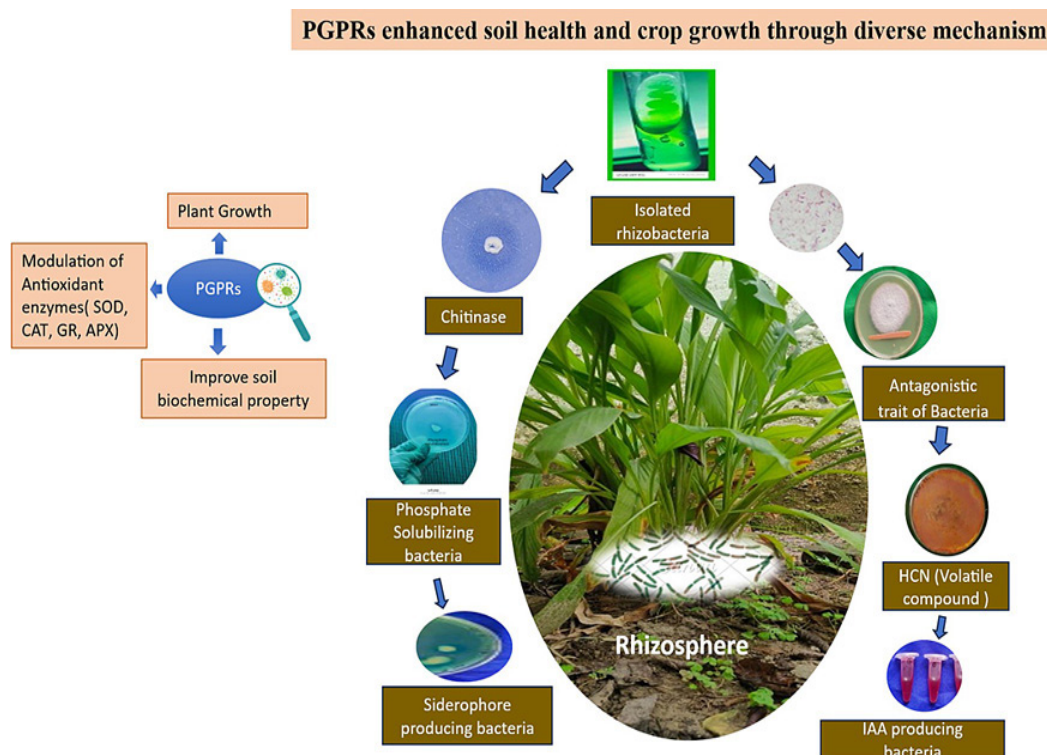 PGPRs enhanced soil health and crop growth through diverse mechanism
Isolated
rhizobacteria
Plant Growth
Modulation of
Antioxidant
enzymes( SOD,
CAT, GR, APX)
PGPRs
Improve soil
biochemical property
Chitinase
Phosphate
Solubilizing
bacteria
Siderophore
producing bacteria
Antagonistic
trait of Bacteria
HCN (Volatile
compound )
IAA producing
bacteria
Rhizosphere